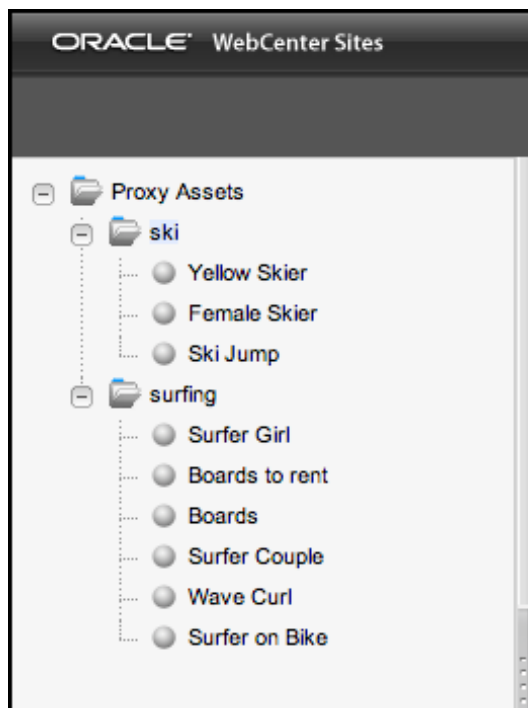 ORACLE® WebCenter Sites
Proxy Assets
ski
Yellow Skier
Female Skier
Ski Jump
surfing
Surfer Girl
Boards to rent
Boards
Surfer Couple
Wave Curl
Surfer on Bike